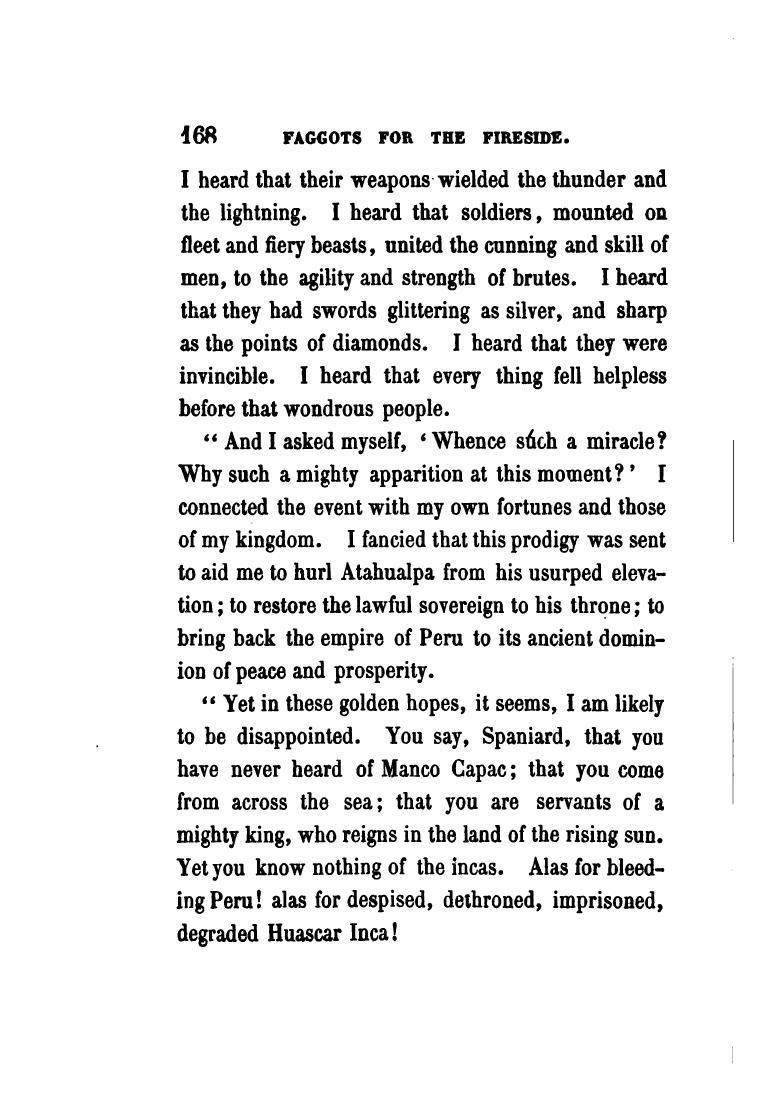 168 FAGGOTS FOR THE FIRESIDE.
I heard that their weapons wielded the thunder and
the lightning. I heard that soldiers, mounted on
fleet and fiery beasts, united the cunning and skill of
men, to the agility and strength of brutes. I heard
that they had swords glittering as silver, and sharp
as the points of diamonds. I heard that they were
invincible. I heard that every thing fell helpless
before that wondrous people.
“ And I asked myself, ‘ Whence such a miracle?
Why such a mighty apparition at this moment?’ I
connected the event with my own fortunes and those
of my kingdom. I fancied that this prodigy was sent
to aid me to hurl Atahualpa from his usurped eleva-
tion; to restore the lawful sovereign to his throne; to
bring back the empire of Peru to its ancient domin-
ion of peace and prosperity.
“ Yet in these golden hopes, it seems, I am likely
to be disappointed. You say, Spaniard, that you
have never heard of Manco Capac; that you come
from across the sea; that you are servants of a
mighty king, who reigns in the land of the rising sun.
Yet you know nothing of the incas. Alas for bleed-
ing Peru! alas for despised, dethroned, imprisoned,
degraded Huascar Inca!